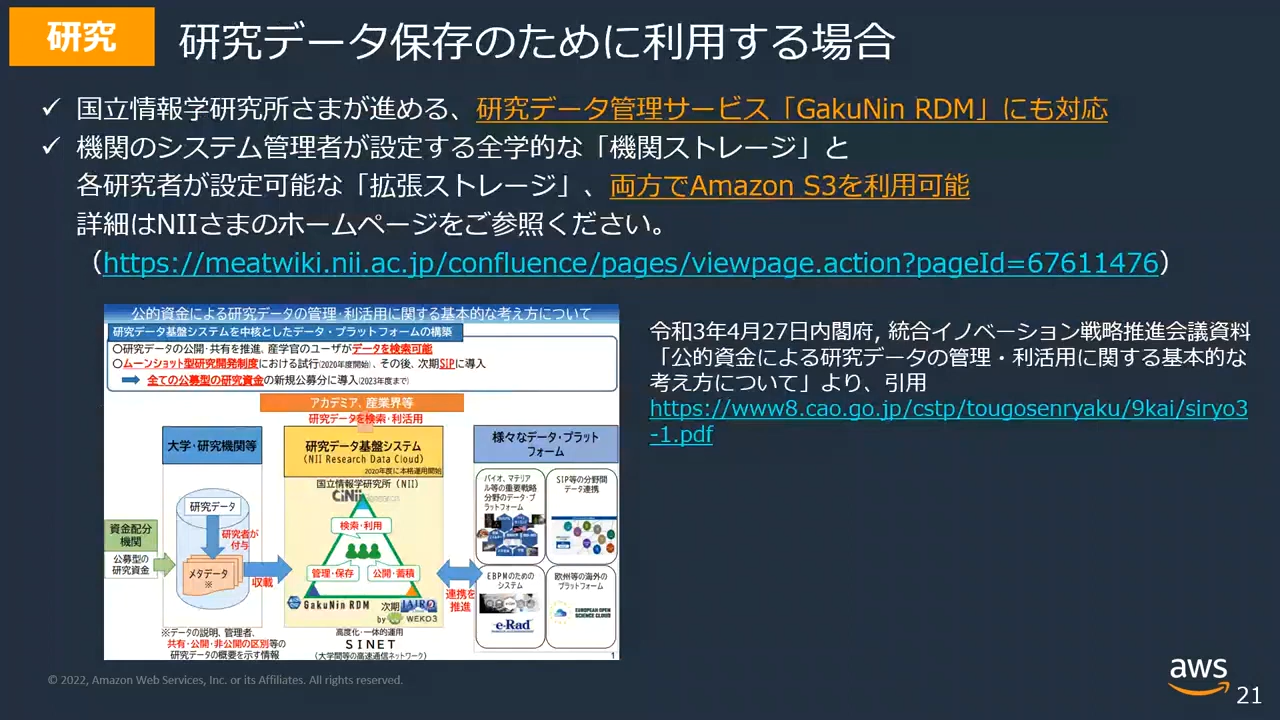 研究
研究データ保存のために利用する場合
✓ 国立情報学研究所さまが進める、研究データ管理サービス「GakuNin RDM」にも対応
✓ 機関のシステム管理者が設定する全学的な「機関ストレージ」と
各研究者が設定可能な「拡張ストレージ」、両方でAmazon S3を利用可能
詳細はNIIさまのホームページをご参照ください。
（https://meatwiki.nii.ac.jp/confluence/pages/viewpage.action?pageId=67611476）
公的資金による研究データの管理・利活用に関する基本的な考え方について
研究データ基盤システムを中核としたデータ・プラットフォームの構築
〇研究データの公開・共有を推進、産学官のユーザがデータを検索可能
〇ムーンショット型研究開発制度における試行(2020年度開始)、その後、次期SIPに導入
全ての公募型の研究資金の新規公募分に導入(2023年度まで)
アカデミア、産業界等
研究データを検索・利活用
大学・研究機関等
研究データ
研究者が
付与
メタデータ
※
収載
資金配分
機関
公募型の
研究資金
※データの説明、管理者、
共有・公開・非公開の区別等の
研究データの概要を示す情報
研究データ基盤システム
(NII Research Data Cloud)
2020年度に本格運用開始
国立情報学研究所（NII）
CiNii
検索・利用
管理・保存
公開・蓄積
GakuNin RDM
次期 JAIRO
by WEKO3
高度化・一体的運用
SINET
(大学間等の高速通信ネットワーク)
連携を
推進
様々なデータ・プラット
フォーム
バイオ、マテリア
ル等の重要戦略
分野のデータ・プ
ラットフォーム
SIP等の分野間
データ連携
EBPMのための
システム
e-Rad
欧州等の海外の
プラットフォーム
EUROPEAN OPEN
SCIENCE CLOUD
1
令和3年4月27日内閣府, 統合イノベーション戦略推進会議資料
「公的資金による研究データの管理・利活用に関する基本的な
考え方について」より、引用
https://www8.cao.go.jp/cstp/tougosenryaku/9kai/siryo3
-1.pdf
© 2022, Amazon Web Services, Inc. or its Affiliates. All rights reserved.
aws
21